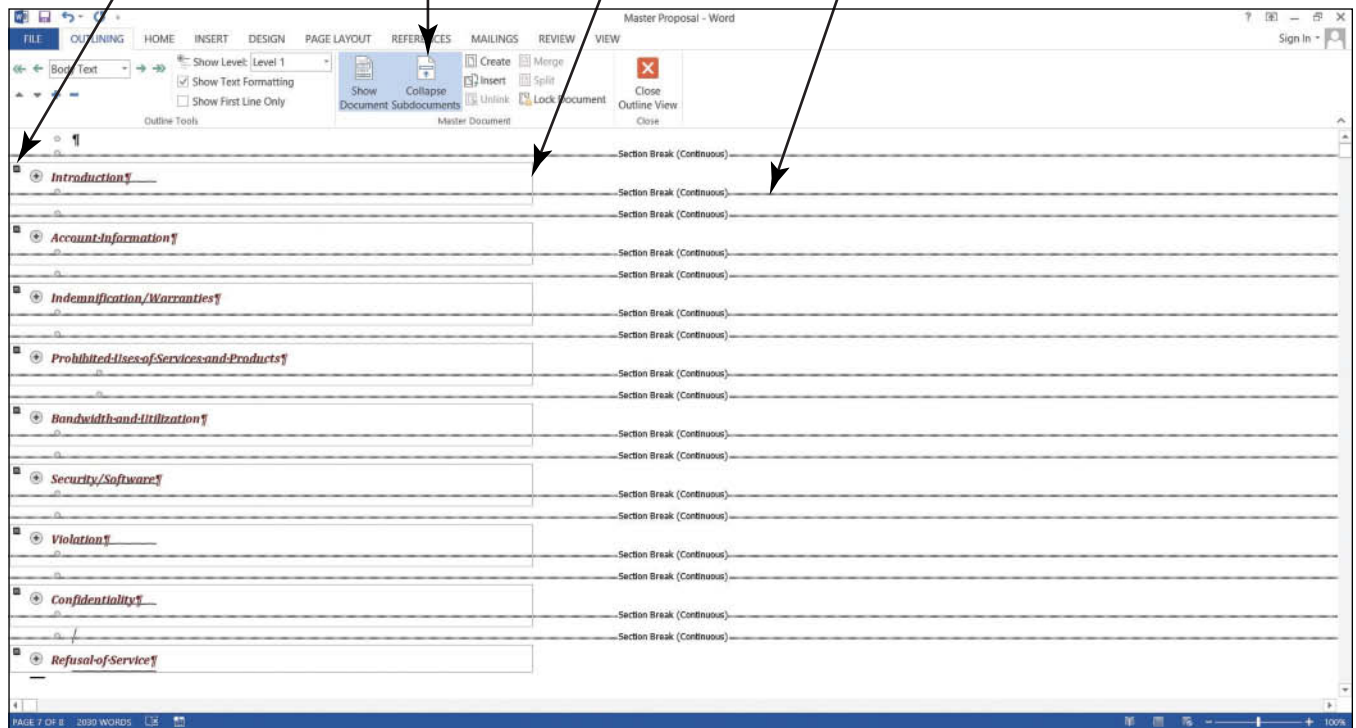 Master Proposal - Word
FILE OUTLINING HOME INSERT DESIGN PAGE LAYOUT REFERENCES MAILINGS REVIEW VIEW Sign In
Body Text
Show Level: Level 1
Show Text Formatting
Show First Line Only
Outline Tools
Show Document
Collapse Subdocuments
Create Merge
Insert Split
Unlink Lock Document
Master Document
Close Outline View
Close
¶
Section Break (Continuous)
Introduction¶
Section Break (Continuous)
Section Break (Continuous)
Account·Information¶
Section Break (Continuous)
Section Break (Continuous)
Indemnification/Warranties¶
Section Break (Continuous)
Section Break (Continuous)
Prohibited·Uses·of·Services·and·Products¶
Section Break (Continuous)
Section Break (Continuous)
Bandwidth·and·Utilization¶
Section Break (Continuous)
Section Break (Continuous)
Security/Software¶
Section Break (Continuous)
Section Break (Continuous)
Violation¶
Section Break (Continuous)
Section Break (Continuous)
Confidentiality¶
Section Break (Continuous)
Section Break (Continuous)
Refusal·of·Service¶
PAGE 7 OF 8 2030 WORDS 100%